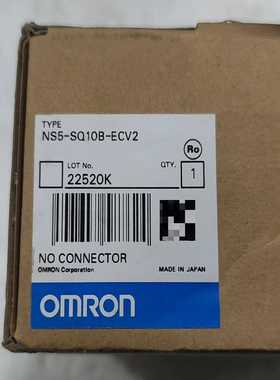 TYPE
NS5-SQ10B-ECV2
Ro
LOT No. QTY.
22520K 1
NO CONNECTOR
OMRON Corporation MADE IN JAPAN
OMRON